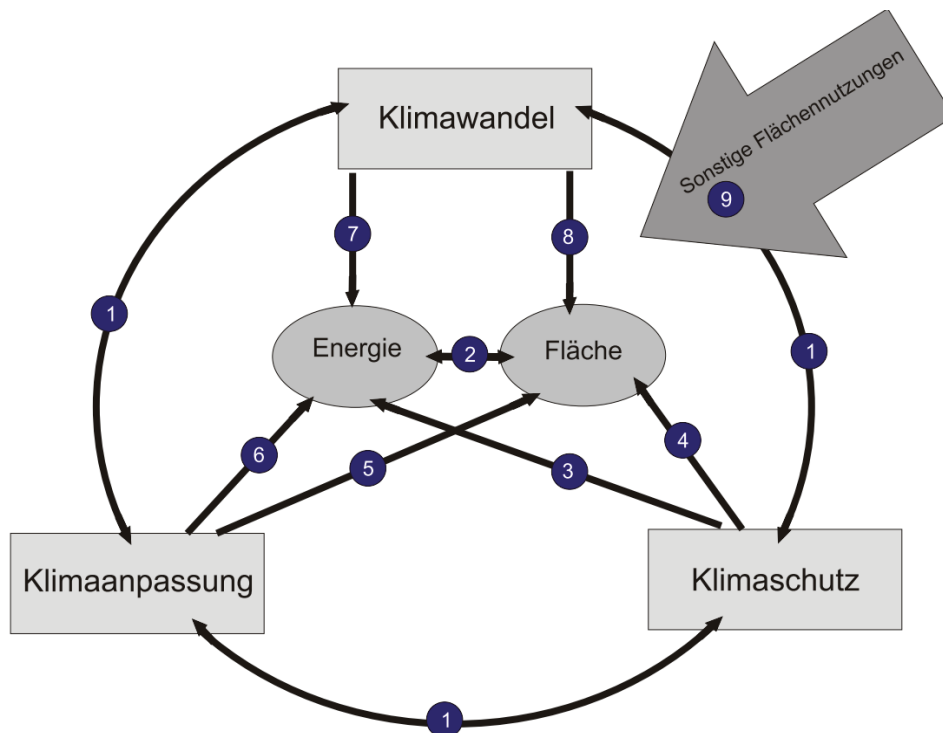 Klimawandel
Sonstige Flächennutzungen
9
7
8
1
Energie
2
Fläche
1
6
5
3
4
Klimaanpassung
Klimaschutz
1